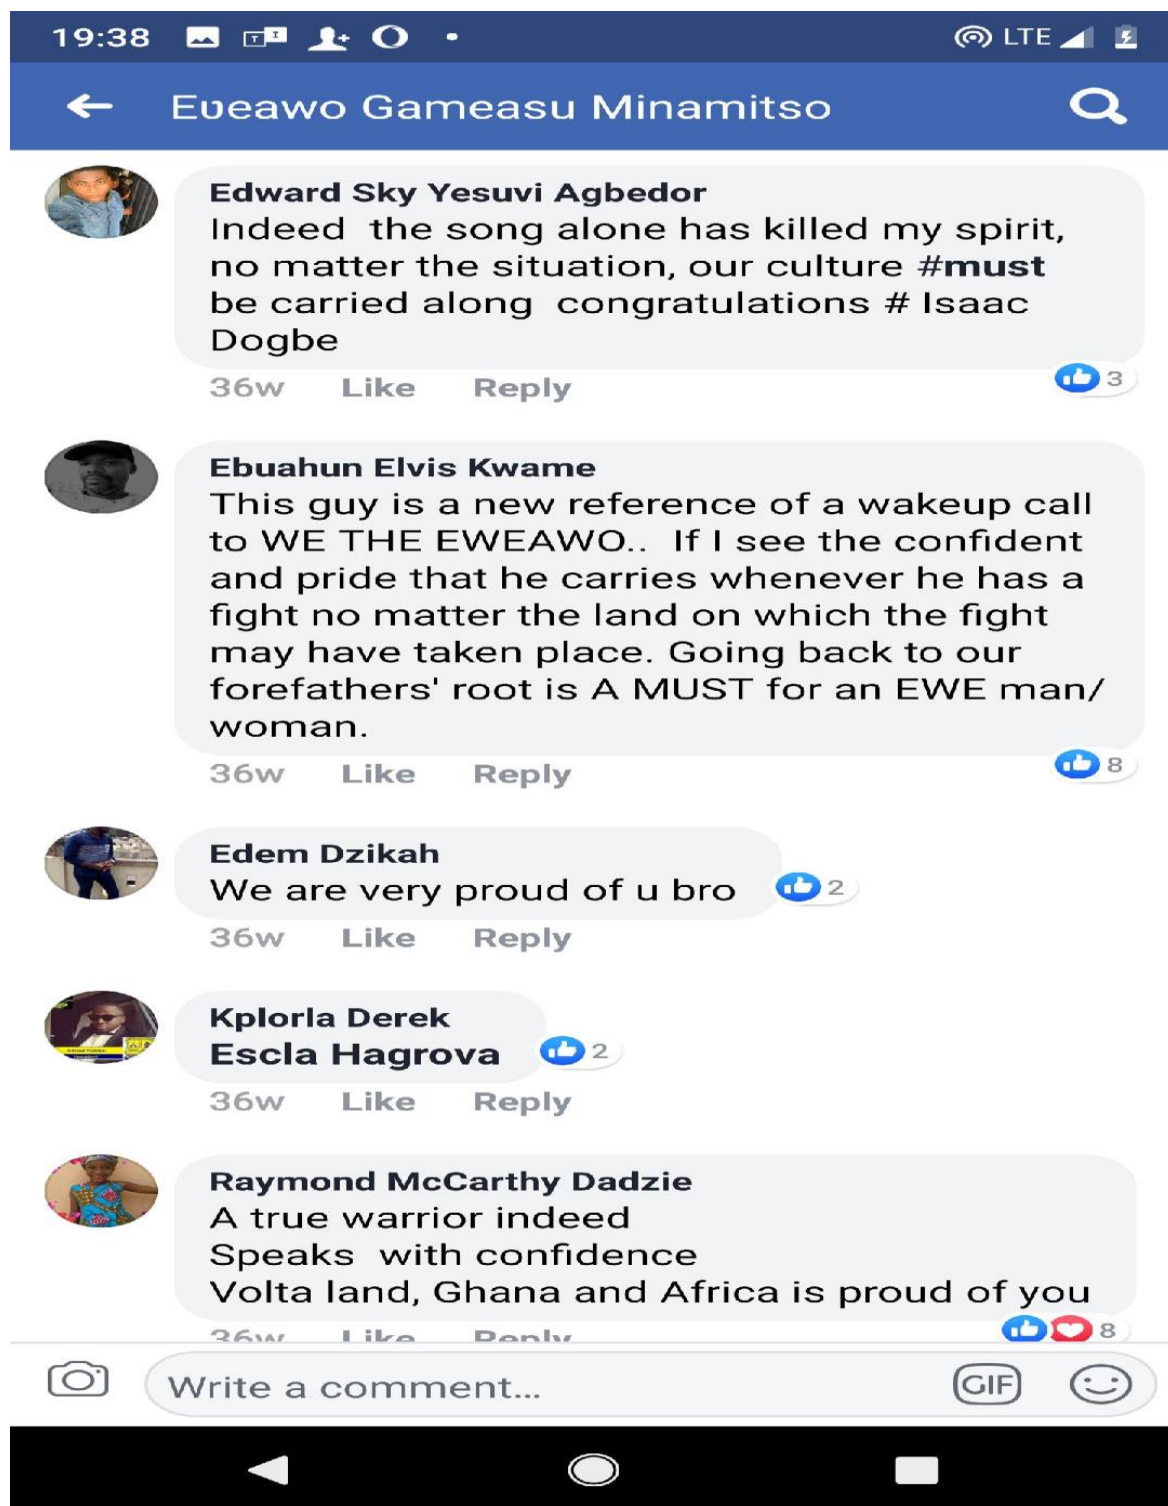 19:38
LTE
Eʋeawo Gameasu Minamitso
Edward Sky Yesuvi Agbedor
Indeed the song alone has killed my spirit,
no matter the situation, our culture #must
be carried along congratulations # Isaac
Dogbe
36w Like Reply
3
Ebuahun Elvis Kwame
This guy is a new reference of a wakeup call
to WE THE EWEAWO.. If I see the confident
and pride that he carries whenever he has a
fight no matter the land on which the fight
may have taken place. Going back to our
forefathers' root is A MUST for an EWE man/
woman.
36w Like Reply
8
Edem Dzikah
We are very proud of u bro
2
36w Like Reply
Kplorla Derek
Escla Hagrova
2
36w Like Reply
Raymond McCarthy Dadzie
A true warrior indeed
Speaks with confidence
Volta land, Ghana and Africa is proud of you
36w Like Reply
8
Write a comment...
GIF